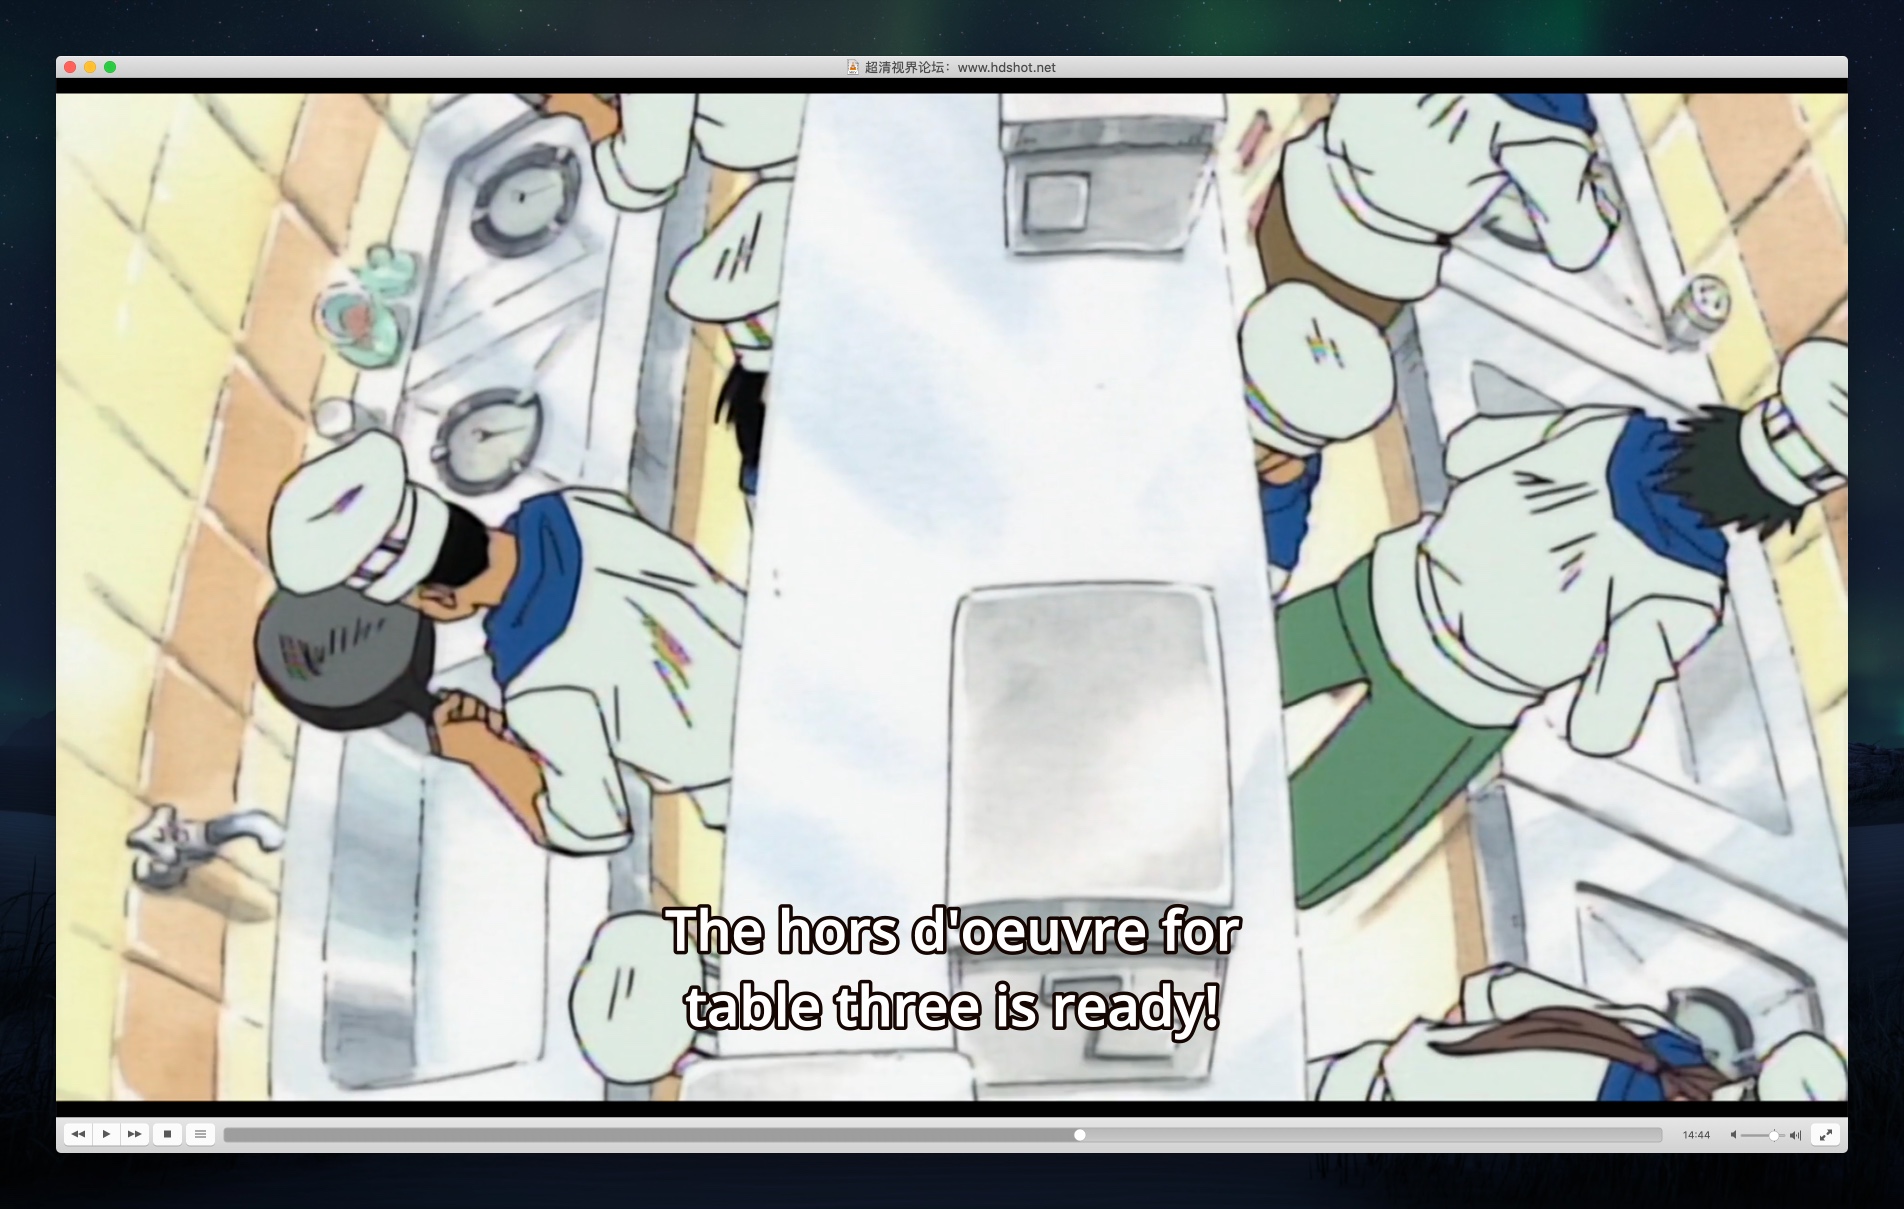 超清视界论坛：www.hdshot.net
The hors d'oeuvre for
table three is ready!
14:44